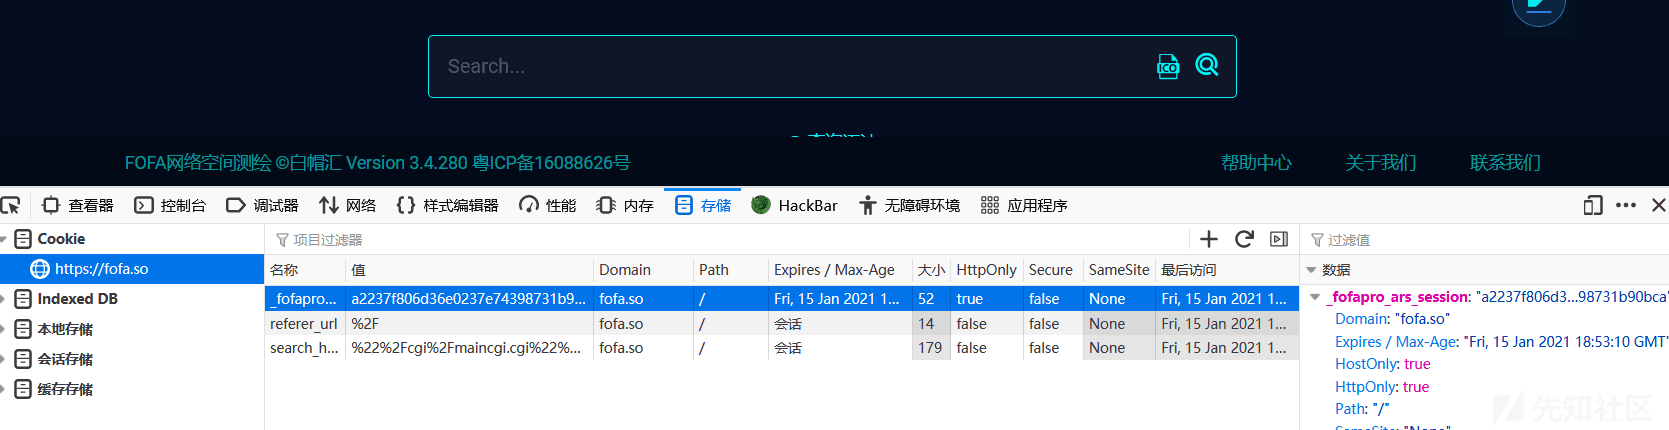 Search...
ICO
FOFA网络空间测绘 ©白帽汇 Version 3.4.280 粤ICP备16088626号
帮助中心 关于我们 联系我们
查看器 控制台 调试器 网络 样式编辑器 性能 内存 存储 HackBar 无障碍环境 应用程序
Cookie
https://fofa.so
Indexed DB
本地存储
会话存储
缓存存储
项目过滤器
名称 值 Domain Path Expires / Max-Age 大小 HttpOnly Secure SameSite 最后访问
_fofapro... a2237f806d36e0237e74398731b9... fofa.so / Fri, 15 Jan 2021 1... 52 true false None Fri, 15 Jan 2021 1...
referer_url %2F fofa.so / 会话 14 false false None Fri, 15 Jan 2021 1...
search_h... %22%2Fcgi%2Fmaincgi.cgi%22%... fofa.so / 会话 179 false false None Fri, 15 Jan 2021 1...
过滤值
数据
_fofapro_ars_session: "a2237f806d3...98731b90bca"
Domain: "fofa.so"
Expires / Max-Age: "Fri, 15 Jan 2021 18:53:10 GMT"
HostOnly: true
HttpOnly: true
Path: "/"
先知社区